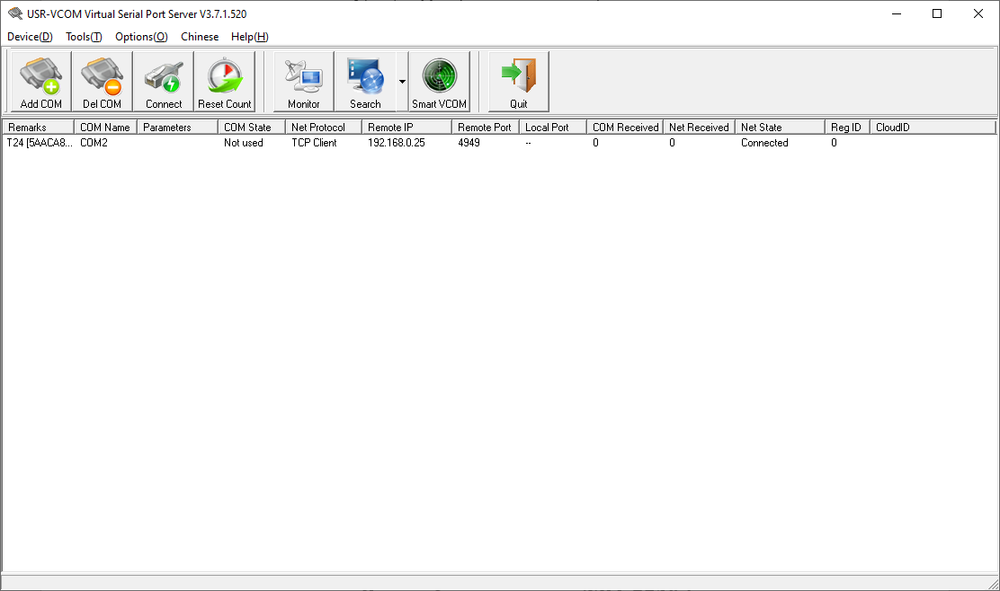 USR-VCOM Virtual Serial Port Server V3.7.1.520
Device(D) Tools(T) Options(O) Chinese Help(H)
Add COM Del COM Connect Reset Count Monitor Search Smart VCOM Quit
Remarks COM Name Parameters COM State Net Protocol Remote IP Remote Port Local Port COM Received Net Received Net State Reg ID CloudID
T24 [5AACA8... COM2 Not used TCP Client 192.168.0.25 4949 -- 0 0 Connected 0